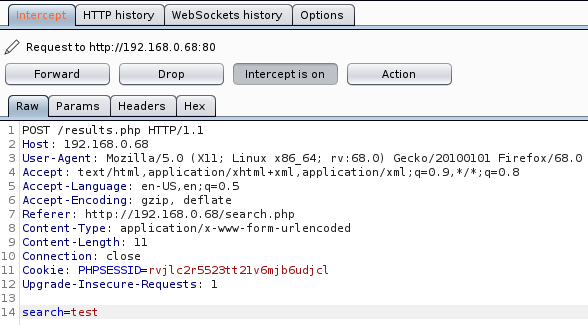 Intercept HTTP history WebSockets history Options
Request to http://192.168.0.68:80
Forward Drop Intercept is on Action
Raw Params Headers Hex
1 POST /results.php HTTP/1.1
2 Host: 192.168.0.68
3 User-Agent: Mozilla/5.0 (X11; Linux x86_64; rv:68.0) Gecko/20100101 Firefox/68.0
4 Accept: text/html,application/xhtml+xml,application/xml;q=0.9,*/*;q=0.8
5 Accept-Language: en-US,en;q=0.5
6 Accept-Encoding: gzip, deflate
7 Referer: http://192.168.0.68/search.php
8 Content-Type: application/x-www-form-urlencoded
9 Content-Length: 11
10 Connection: close
11 Cookie: PHPSESSID=rvjlc2r5523tt21v6mjb6udjcl
12 Upgrade-Insecure-Requests: 1
13
14 search=test